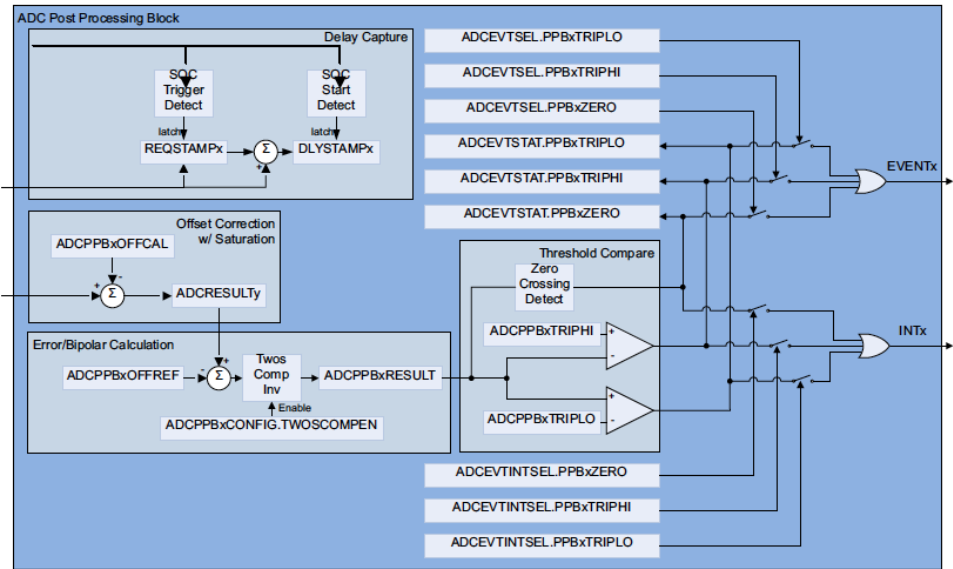 ADC Post Processing Block
Delay Capture
SOC
Trigger
Detect
SOC
Start
Detect
latch
latch
REQSTAMPx
Σ
DLYSTAMPx
+
ADCEVTSEL.PPBxTRIPLO
ADCEVTSEL.PPBxTRIPHI
ADCEVTSEL.PPBxZERO
ADCEVTSTAT.PPBxTRIPLO
ADCEVTSTAT.PPBxTRIPHI
ADCEVTSTAT.PPBxZERO
EVENTx
Offset Correction
w/ Saturation
ADCPPBxOFFCAL
-
+
Σ
ADCRESULTy
Threshold Compare
Zero
Crossing
Detect
ADCPPBxTRIPHI
+
-
+
ADCPPBxTRIPLO
-
INTx
Error/Bipolar Calculation
+
ADCPPBxOFFREF
-
Σ
Twos
Comp
Inv
ADCPPBxRESULT
Enable
ADCPPBxCONFIG.TWOSCOMPEN
ADCEVTINTSEL.PPBxZERO
ADCEVTINTSEL.PPBxTRIPHI
ADCEVTINTSEL.PPBxTRIPLO